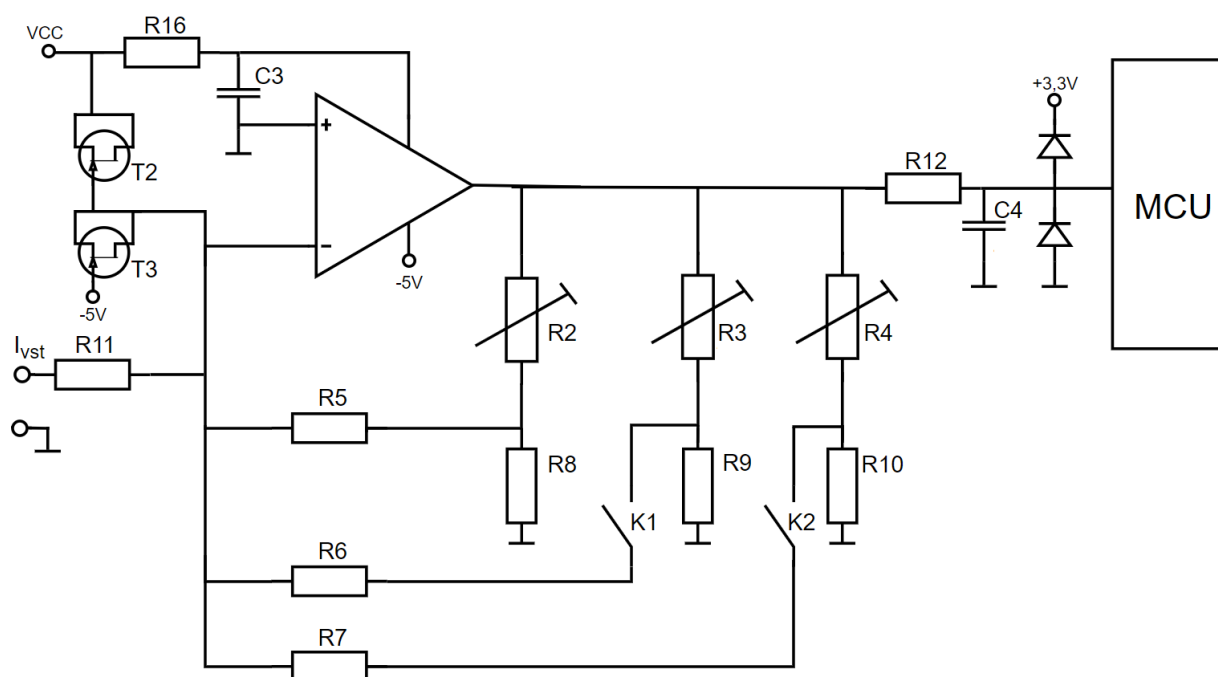 VCC
R16
C3
+
T2
T3
-
-5V
-5V
I_vst
R11
R5
R2
R8
R3
R9
K1
R4
R10
K2
R6
R7
R12
C4
+3,3V
MCU